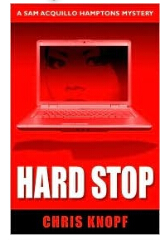 A SAM ACQUILLO HAMPTONS MYSTERY
HARD STOP
CHRIS KNOPF